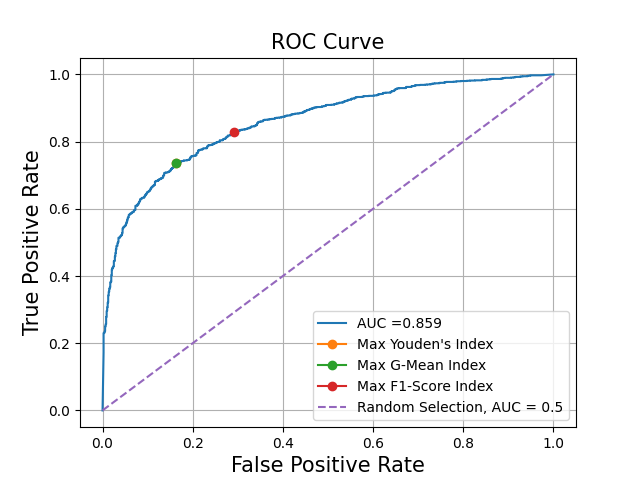 ROC Curve
True Positive Rate
1.0
0.8
0.6
0.4
0.2
0.0
AUC =0.859
Max Youden's Index
Max G-Mean Index
Max F1-Score Index
Random Selection, AUC = 0.5
0.0 0.2 0.4 0.6 0.8 1.0
False Positive Rate